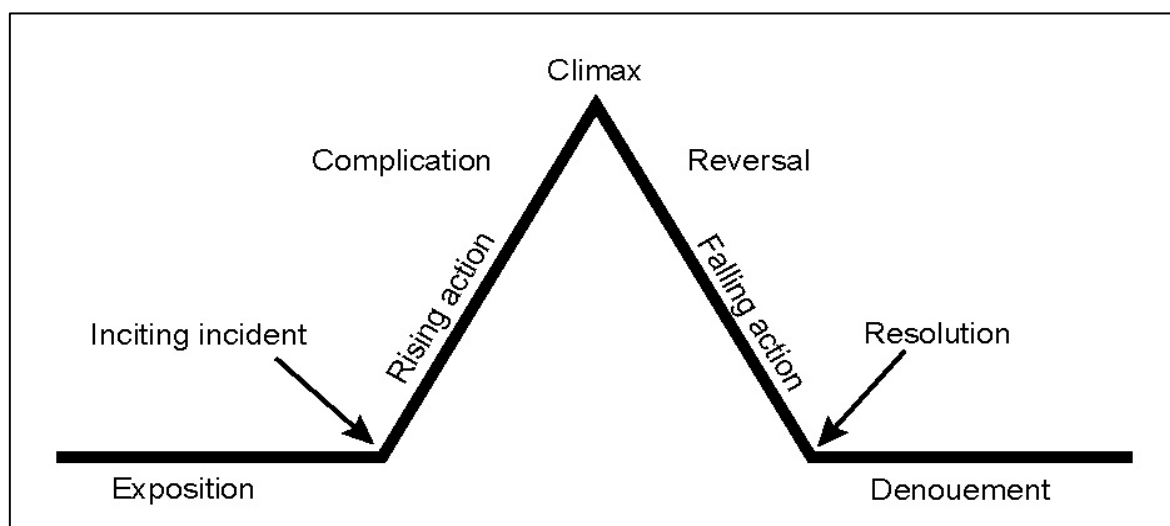 Climax
Complication
Reversal
Rising action
Falling action
Inciting incident
Resolution
Exposition
Denouement